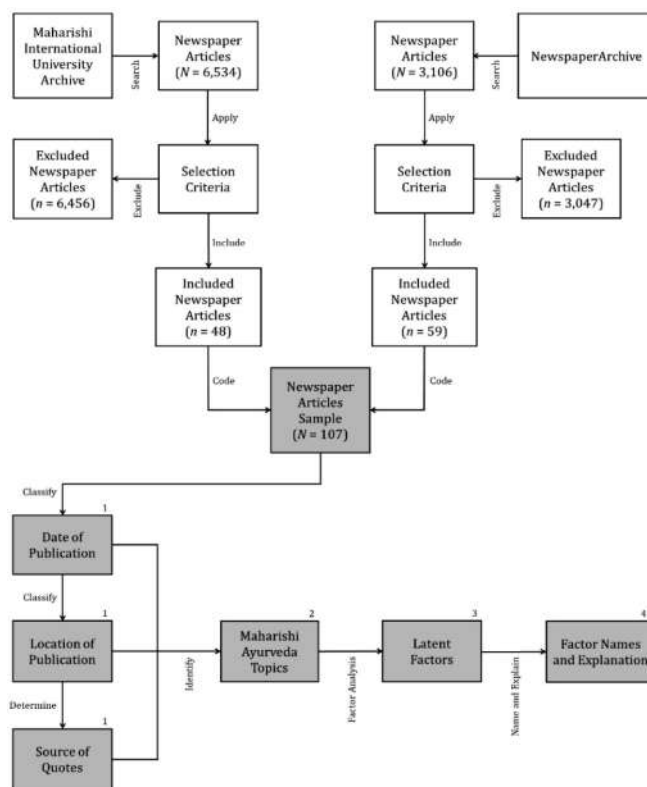 Maharishi
International
University
Archive
Search
Newspaper
Articles
(N = 6,534)
Newspaper
Articles
(N = 3,106)
Search
NewspaperArchive
Apply
Apply
Excluded
Newspaper
Articles
(n = 6,456)
Exclude
Selection
Criteria
Selection
Criteria
Exclude
Excluded
Newspaper
Articles
(n = 3,047)
Include
Include
Included
Newspaper
Articles
(n = 48)
Included
Newspaper
Articles
(n = 59)
Code
Code
Newspaper
Articles
Sample
(N = 107)
Classify
1
Date of
Publication
Classify
1
Location of
Publication
Identify
2
Maharishi
Ayurveda
Topics
Factor Analysis
3
Latent
Factors
Name and Explain
4
Factor Names
and Explanation
Determine
1
Source of
Quotes